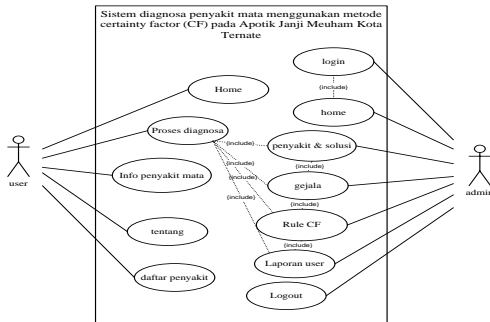 Sistem diagnosa penyakit mata menggunakan metode
certainty factor (CF) pada Apotik Janji Meuham Kota
Ternate
login
{include}
Home
home
Proses diagnosa
{include}
penyakit & solusi
{include}
{include}
Info penyakit mata
{include}
gejala
{include}
{include}
user
admin
Rule CF
tentang
{include}
Laporan user
daftar penyakit
Logout